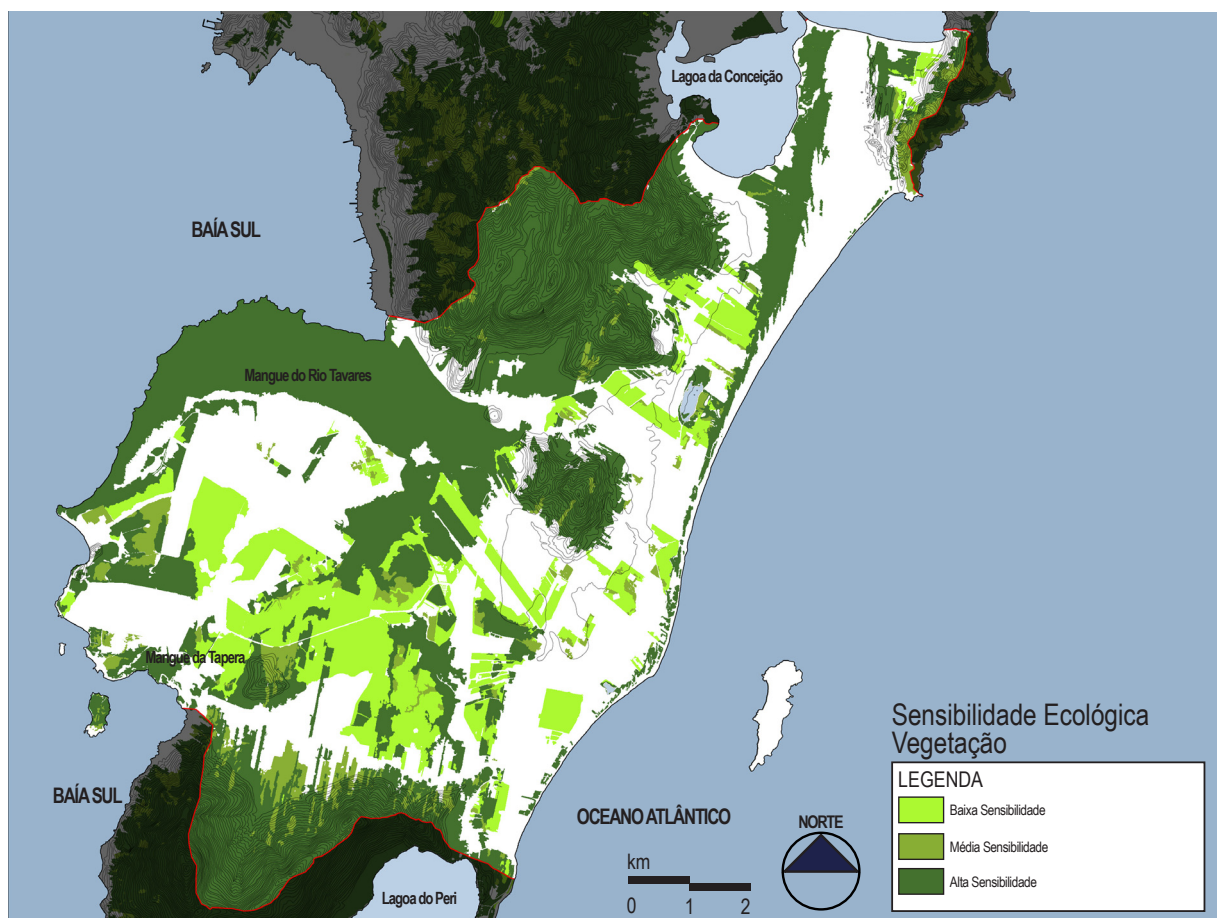 Lagoa da Conceição
BAÍA SUL
Mangue do Rio Tavares
Mangue da Tapera
BAÍA SUL
Lagoa do Peri
OCEANO ATLÂNTICO
km
0 1 2
NORTE
Sensibilidade Ecológica
Vegetação
LEGENDA
Baixa Sensibilidade
Média Sensibilidade
Alta Sensibilidade